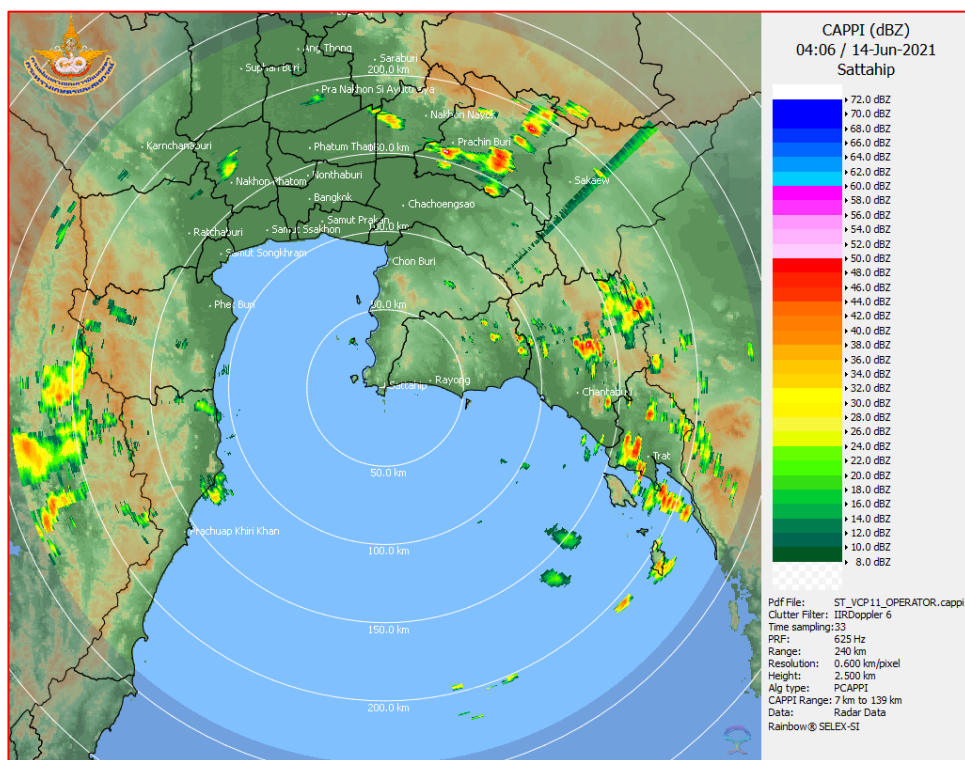 CAPPI (dBZ)
04:06 / 14-Jun-2021
Sattahip
72.0 dBZ
70.0 dBZ
68.0 dBZ
66.0 dBZ
64.0 dBZ
62.0 dBZ
60.0 dBZ
58.0 dBZ
56.0 dBZ
54.0 dBZ
52.0 dBZ
50.0 dBZ
48.0 dBZ
46.0 dBZ
44.0 dBZ
42.0 dBZ
40.0 dBZ
38.0 dBZ
36.0 dBZ
34.0 dBZ
32.0 dBZ
30.0 dBZ
28.0 dBZ
26.0 dBZ
24.0 dBZ
22.0 dBZ
20.0 dBZ
18.0 dBZ
16.0 dBZ
14.0 dBZ
12.0 dBZ
10.0 dBZ
8.0 dBZ
Pdf File: ST_VCP11_OPERATOR.cappi
Clutter Filter: IIRDoppler 6
Time sampling:33
PRF: 625 Hz
Range: 240 km
Resolution: 0.600 km/pixel
Height: 2.500 km
Alg type: PCAPPI
CAPPI Range: 7 km to 139 km
Data: Radar Data
Rainbow® SELEX-SI
Ang Thong
Saraburi
Suphan Buri
200.0 km
Pra Nakhon Si Ayutthaya
Nakhon Nayok
Karnchanaburi
Phatum Thani
Prachin Buri
Nonthaburi
Nakhon Phatom
Sakaew
Bangkok
Chachoengsao
Samut Prakan
Ratchaburi
Samut Ssakhon
100.0 km
Samut Songkhram
Chon Buri
Sattahip
Rayong
Chantaburi
Trat
50.0 km
Prachuap Khiri Khan
100.0 km
150.0 km
200.0 km